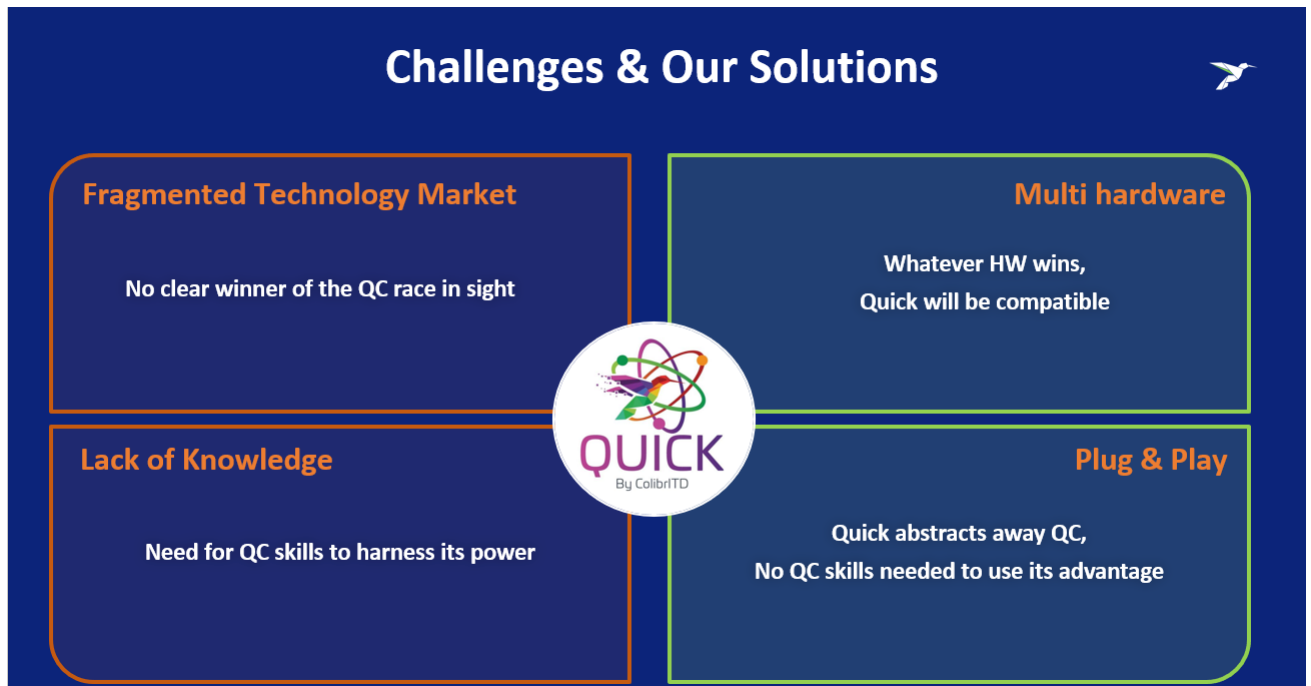 Challenges & Our Solutions
Fragmented Technology Market
No clear winner of the QC race in sight
Multi hardware
Whatever HW wins,
Quick will be compatible
QUICK
By ColibrITD
Lack of Knowledge
Need for QC skills to harness its power
Plug & Play
Quick abstracts away QC,
No QC skills needed to use its advantage